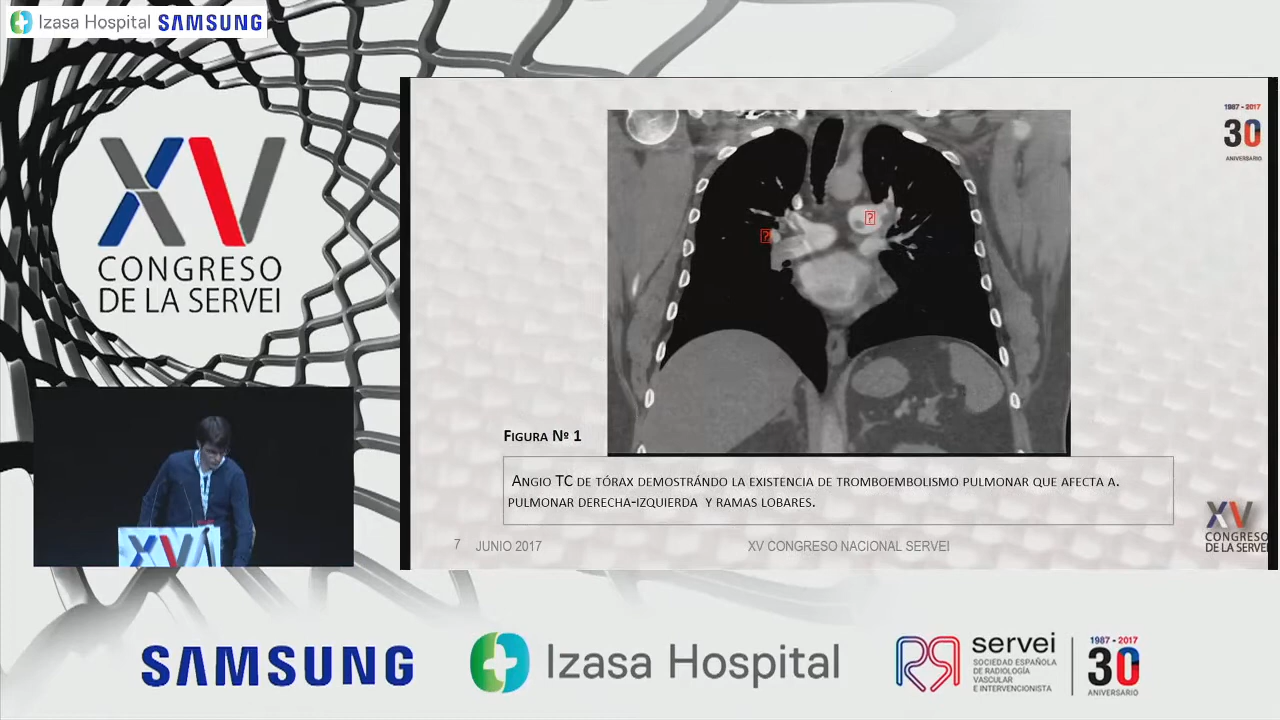 Izasa Hospital SAMSUNG
XV
CONGRESO
DE LA SERVEI
1987 - 2017
30
ANIVERSARIO
?
?
FIGURA Nº 1
ANGIO TC DE TÓRAX DEMOSTRÁNDO LA EXISTENCIA DE TROMBOEMBOLISMO PULMONAR QUE AFECTA A.
PULMONAR DERECHA-IZQUIERDA Y RAMAS LOBARES.
XV
CONGRESO
DE LA SERVEI
7 JUNIO 2017 XV CONGRESO NACIONAL SERVEI
XV
SAMSUNG
Izasa Hospital
servei
SOCIEDAD ESPAÑOLA
DE RADIOLOGÍA
VASCULAR
E INTERVENCIONISTA
1987 - 2017
30
ANIVERSARIO